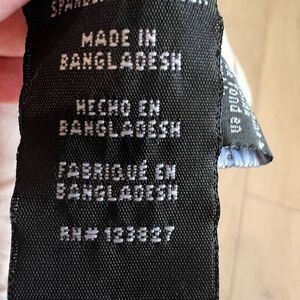 MADE IN
BANGLADESH
HECHO EN
BANGLADESH
FABRIQUÉ EN
BANGLADESH
RN# 123827